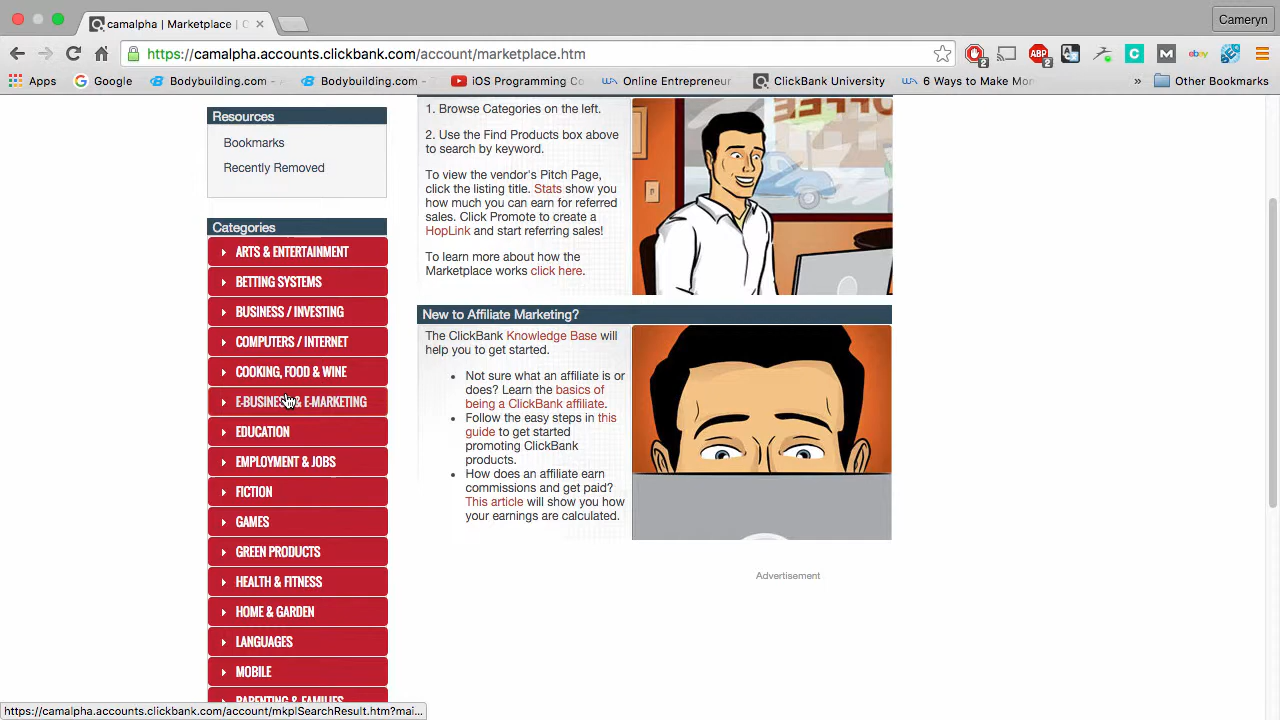 camalpha | Marketplace | C
Cameryn
https://camalpha.accounts.clickbank.com/account/marketplace.htm
ABP
2
2
C
M
ebay
Apps
Google
Bodybuilding.com -
Bodybuilding.com -
iOS Programming Co
WA Online Entrepreneur
ClickBank University
WA 6 Ways to Make Mon
»
Other Bookmarks
Resources
Bookmarks
Recently Removed
Categories
ARTS & ENTERTAINMENT
BETTING SYSTEMS
BUSINESS / INVESTING
COMPUTERS / INTERNET
COOKING, FOOD & WINE
E-BUSINESS & E-MARKETING
EDUCATION
EMPLOYMENT & JOBS
FICTION
GAMES
GREEN PRODUCTS
HEALTH & FITNESS
HOME & GARDEN
LANGUAGES
MOBILE
PARENTING & FAMILIES
1. Browse Categories on the left.
2. Use the Find Products box above
to search by keyword.
To view the vendor's Pitch Page,
click the listing title. Stats show you
how much you can earn for referred
sales. Click Promote to create a
HopLink and start referring sales!
To learn more about how the
Marketplace works click here.
COFFEE
New to Affiliate Marketing?
The ClickBank Knowledge Base will
help you to get started.
• Not sure what an affiliate is or
does? Learn the basics of
being a ClickBank affiliate.
• Follow the easy steps in this
guide to get started
promoting ClickBank
products.
• How does an affiliate earn
commissions and get paid?
This article will show you how
your earnings are calculated.
Advertisement
https://camalpha.accounts.clickbank.com/account/mkplSearchResult.htm?mai...